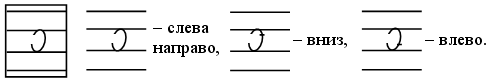 – слева
направо,
– вниз,
– влево.